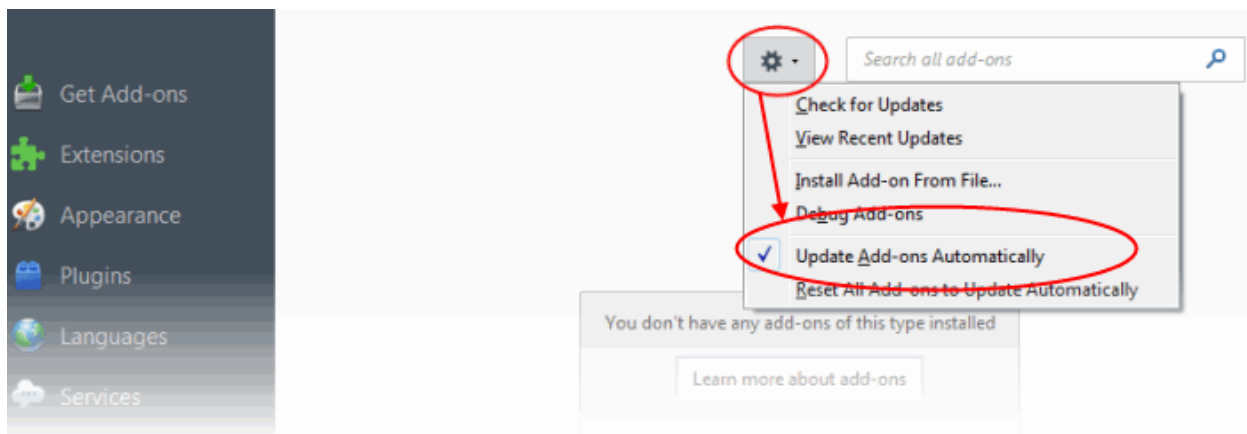 Search all add-ons
Get Add-ons
Extensions
Appearance
Plugins
Languages
Services
Check for Updates
View Recent Updates
Install Add-on From File...
Debug Add-ons
Update Add-ons Automatically
Reset All Add-ons to Update Automatically
You don't have any add-ons of this type installed
Learn more about add-ons